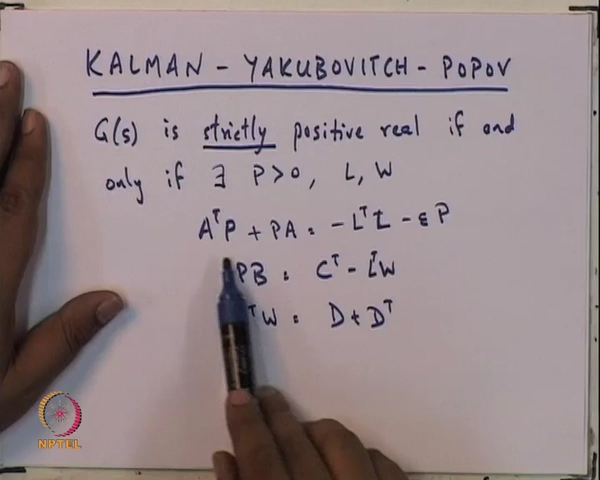 KALMAN - YAKUBOVITCH - POPOV
G(s) is strictly positive real if and
only if ∃ P>0, L, W
AᵀP + PA = -LᵀL - εP
PB = Cᵀ - LᵀW
ᵀW = D + Dᵀ
NPTEL